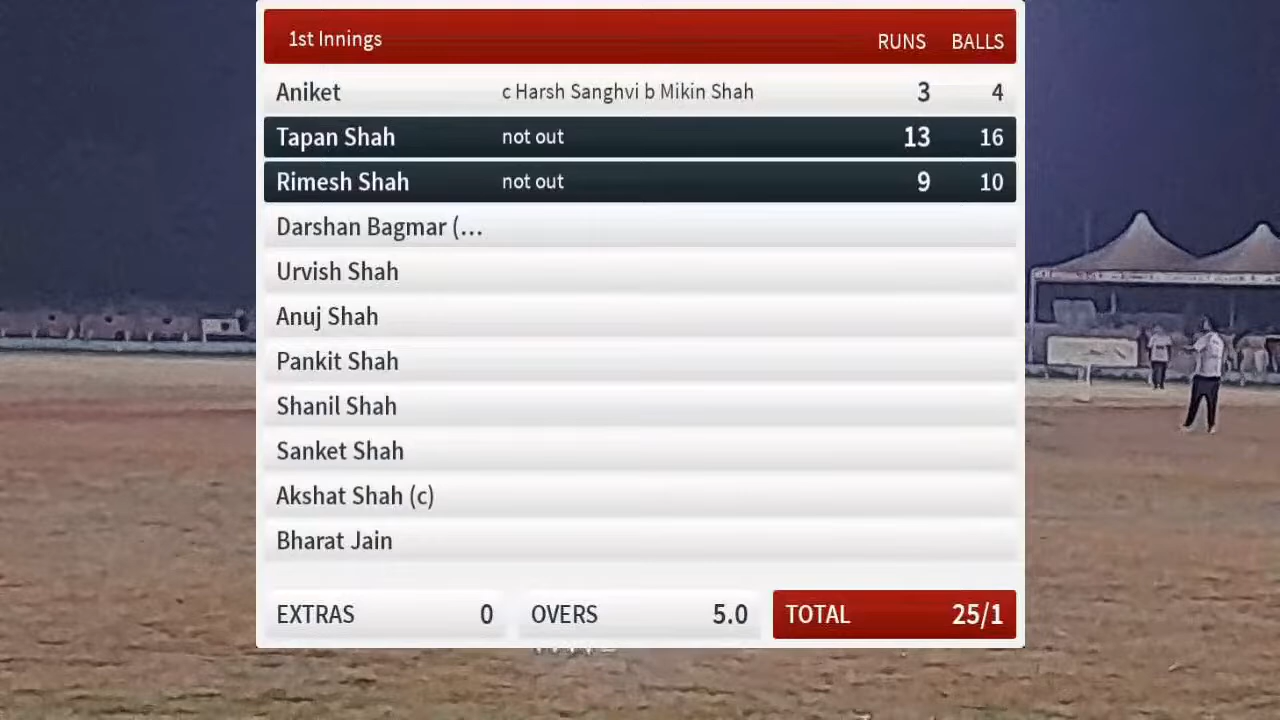 1st Innings RUNS BALLS
Aniket c Harsh Sanghvi b Mikin Shah 3 4
Tapan Shah not out 13 16
Rimesh Shah not out 9 10
Darshan Bagmar (...
Urvish Shah
Anuj Shah
Pankit Shah
Shanil Shah
Sanket Shah
Akshat Shah (c)
Bharat Jain
EXTRAS 0 OVERS 5.0 TOTAL 25/1